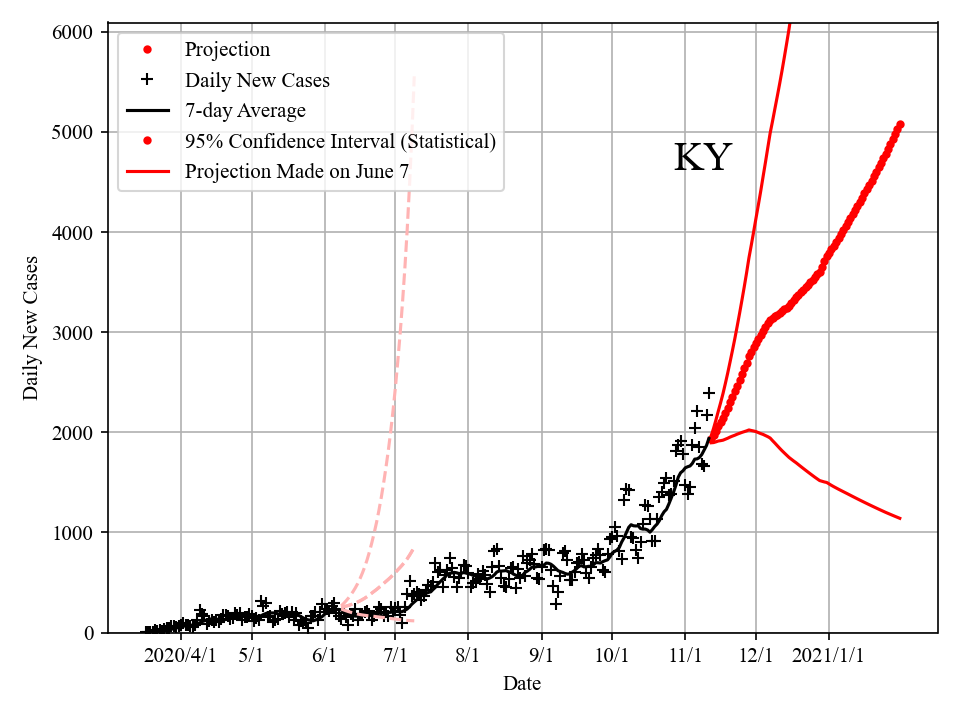 6000
5000
4000
3000
2000
1000
0
Daily New Cases
Projection
Daily New Cases
7-day Average
95% Confidence Interval (Statistical)
Projection Made on June 7
KY
2020/4/1 5/1 6/1 7/1 8/1 9/1 10/1 11/1 12/1 2021/1/1
Date